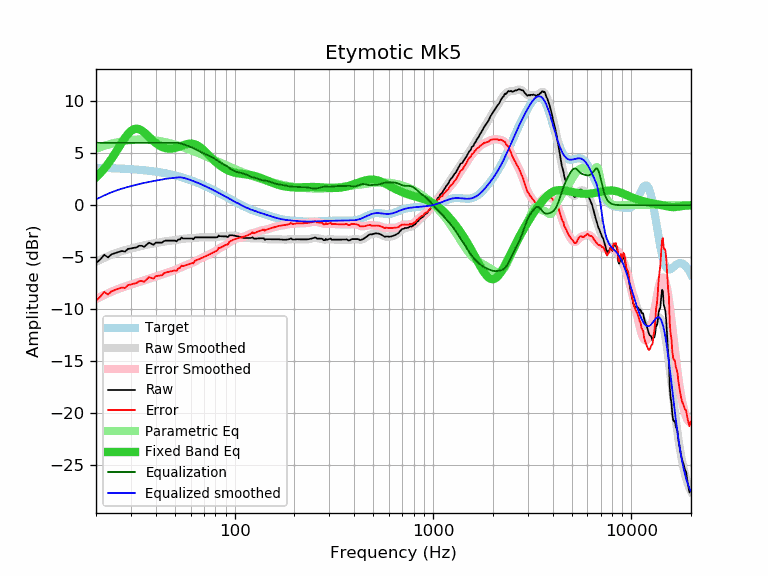 Etymotic Mk5
10
5
0
−5
−10
−15
−20
−25
Amplitude (dBr)
Target
Raw Smoothed
Error Smoothed
Raw
Error
Parametric Eq
Fixed Band Eq
Equalization
Equalized smoothed
100 1000 10000
Frequency (Hz)